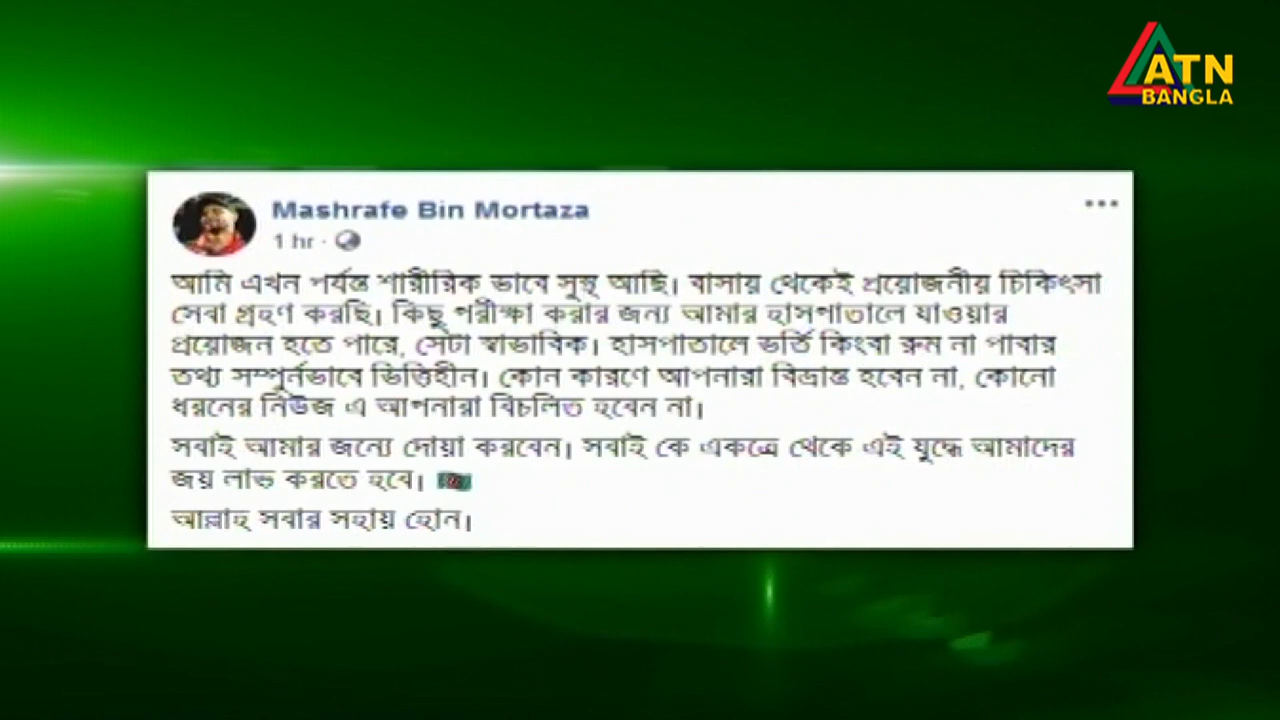 ATN
BANGLA
Mashrafe Bin Mortaza
1 hr ·
আমি এখন পর্যন্ত শারীরিক ভাবে সুস্থ আছি। বাসায় থেকেই প্রয়োজনীয় চিকিৎসা
সেবা গ্রহণ করছি। কিছু পরীক্ষা করার জন্য আমার হাসপাতালে যাওয়ার
প্রয়োজন হতে পারে, সেটা স্বাভাবিক। হাসপাতালে ভর্তি কিংবা রুম না পাবার
তথ্য সম্পূর্নভাবে ভিত্তিহীন। কোন কারণে আপনারা বিভ্রান্ত হবেন না, কোনো
ধরনের নিউজ এ আপনারা বিচলিত হবেন না।
সবাই আমার জন্যে দোয়া করবেন। সবাই কে একত্রে থেকে এই যুদ্ধে আমাদের
জয় লাভ করতে হবে।
আল্লাহ সবার সহায় হোন।